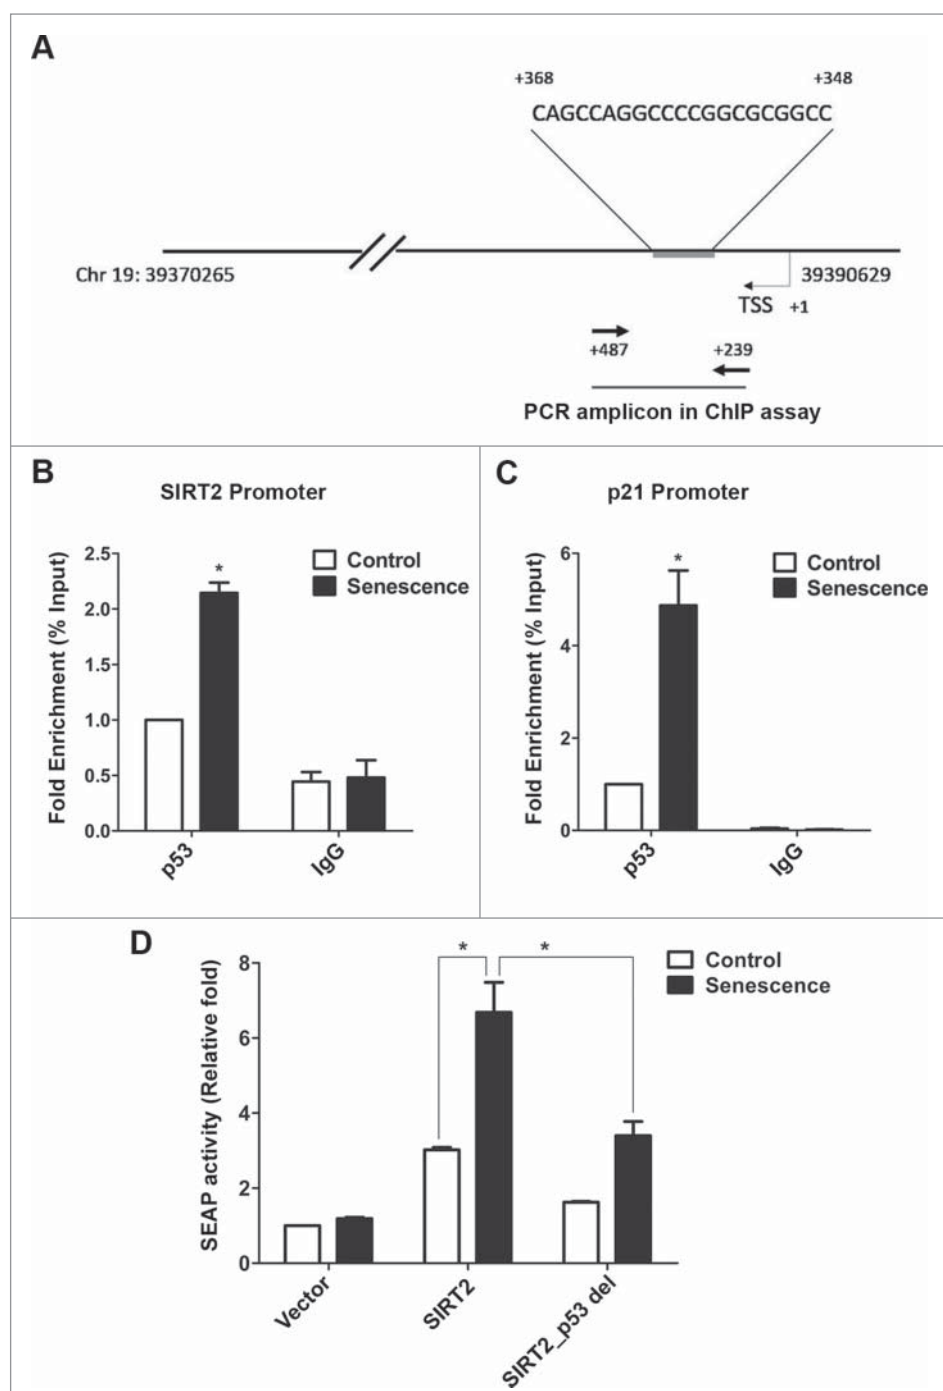 A
+368 +348
CAGCCAGGCCCCGGCGCGGCC
Chr 19: 39370265
39390629
TSS +1
+487 +239
PCR amplicon in ChIP assay
B
SIRT2 Promoter
Fold Enrichment (% Input)
2.5
2.0
1.5
1.0
0.5
0.0
*
Control
Senescence
p53
IgG
C
p21 Promoter
Fold Enrichment (% Input)
6
4
2
0
*
Control
Senescence
p53
IgG
D
SEAP activity (Relative fold)
8
6
4
2
0
* *
Control
Senescence
Vector
SIRT2
SIRT2_p53 del